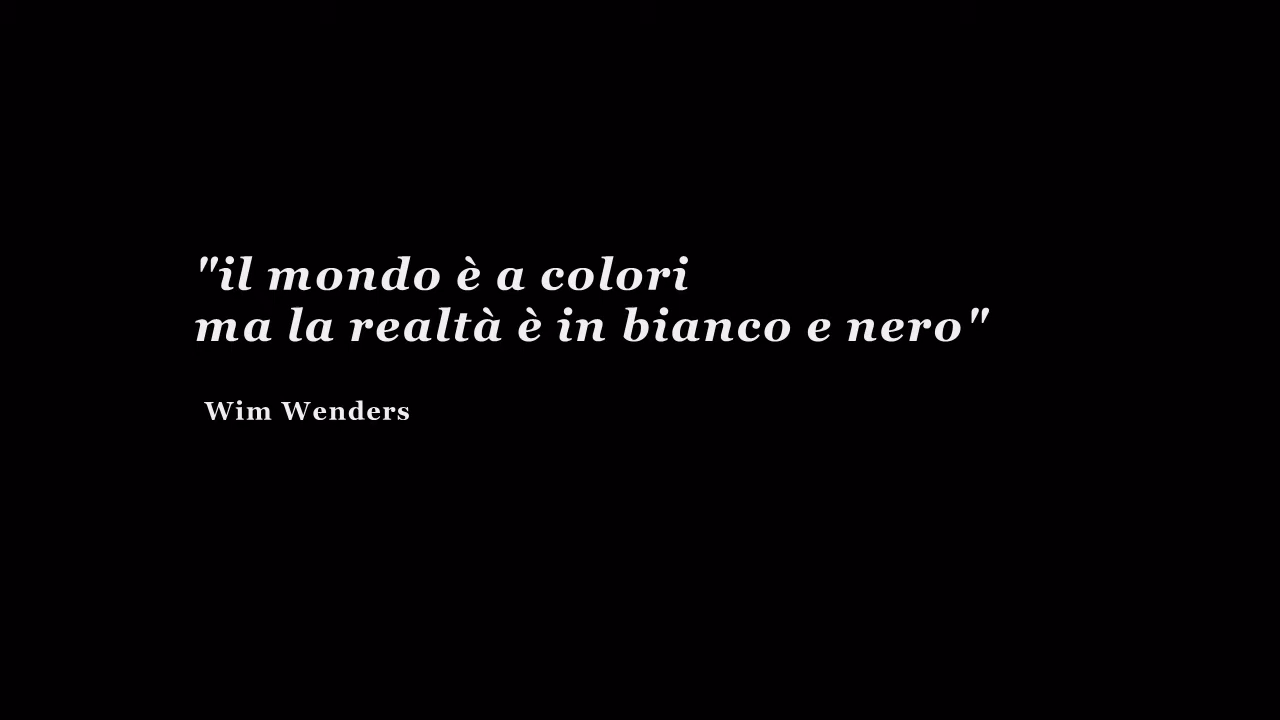 "il mondo è a colori
ma la realtà è in bianco e nero"
Wim Wenders